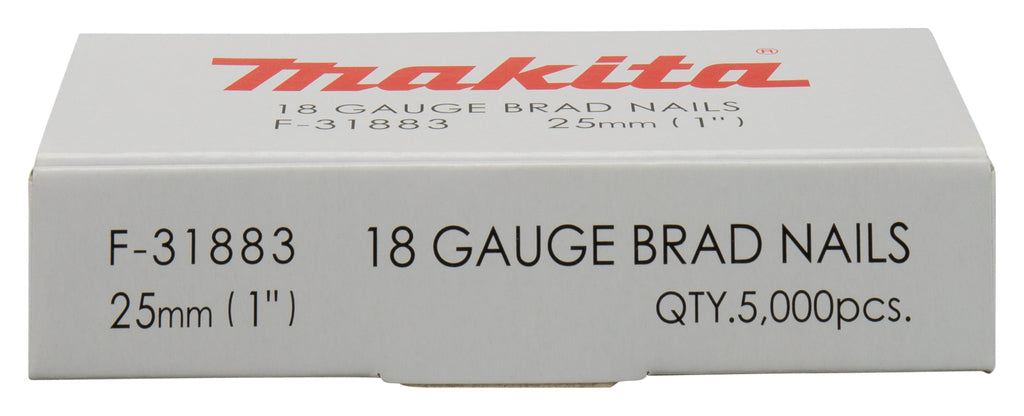 makita®
18 GAUGE BRAD NAILS
F-31883 25mm (1")
F-31883 18 GAUGE BRAD NAILS
25mm (1") QTY.5,000pcs.